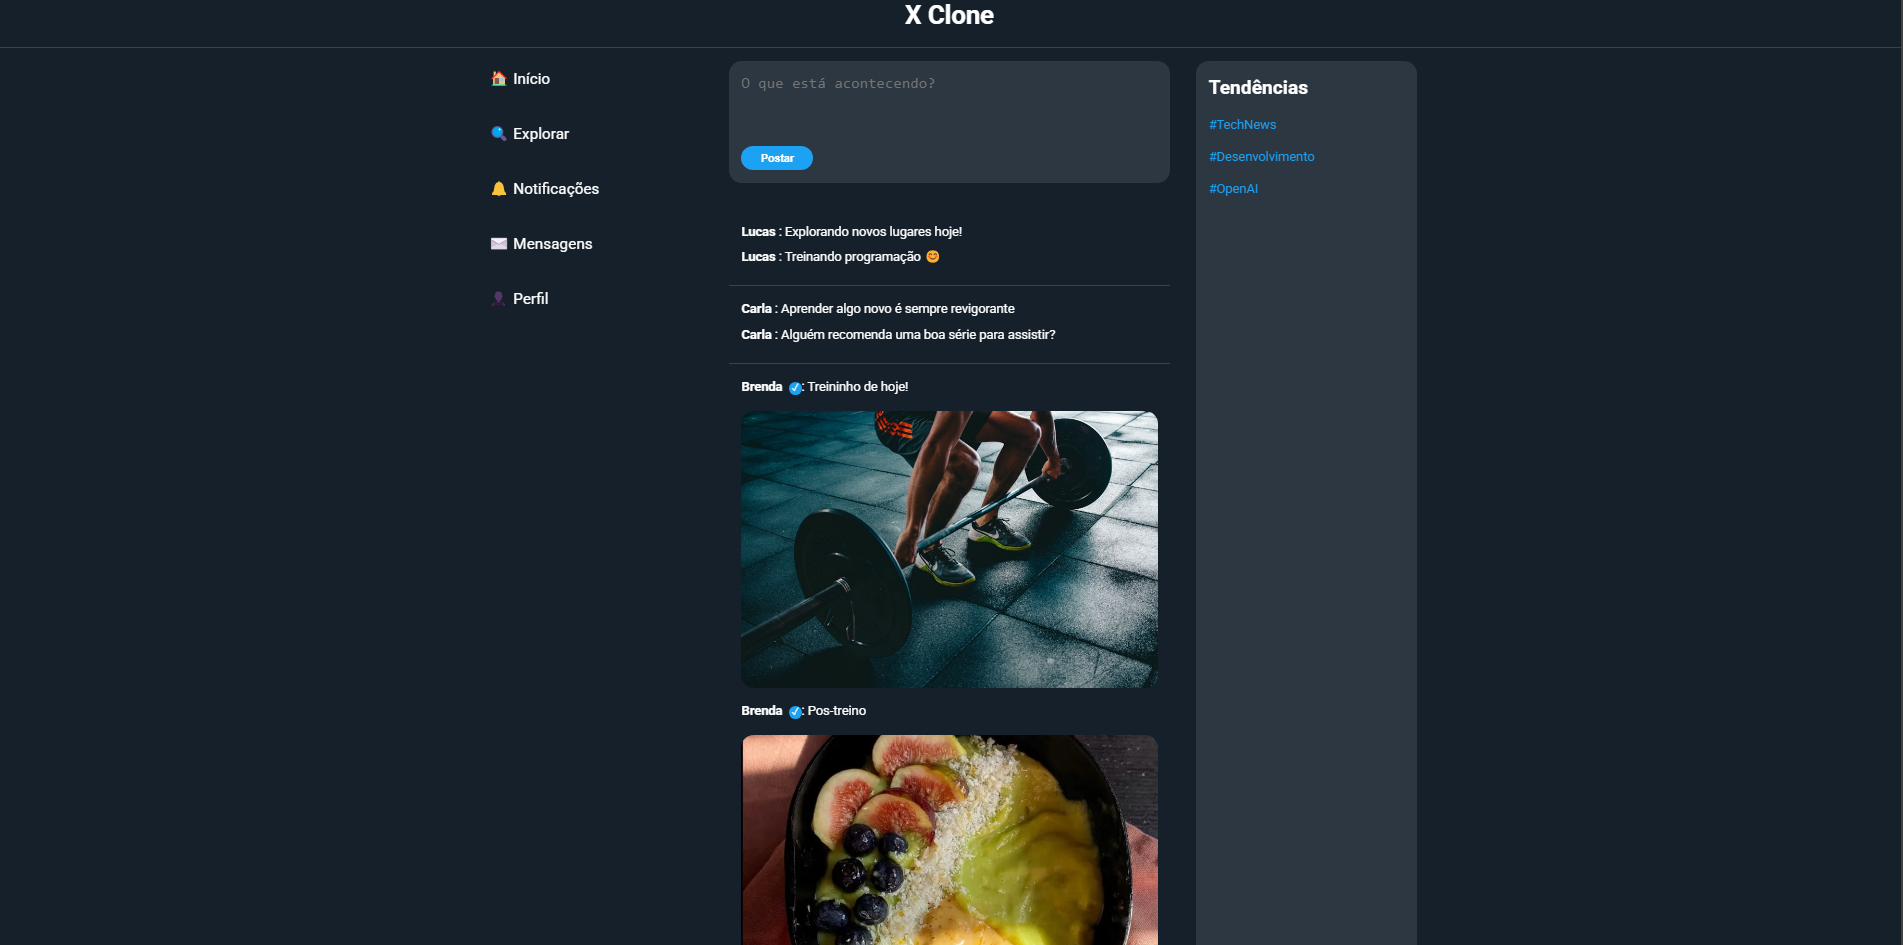 X Clone
🏠 Início
🔍 Explorar
🔔 Notificações
✉️ Mensagens
👤 Perfil
O que está acontecendo?
Postar
Lucas : Explorando novos lugares hoje!
Lucas : Treinando programação 😊
Carla : Aprender algo novo é sempre revigorante
Carla : Alguém recomenda uma boa série para assistir?
Brenda ✓: Treininho de hoje!
Brenda ✓: Pos-treino
Tendências
#TechNews
#Desenvolvimento
#OpenAI